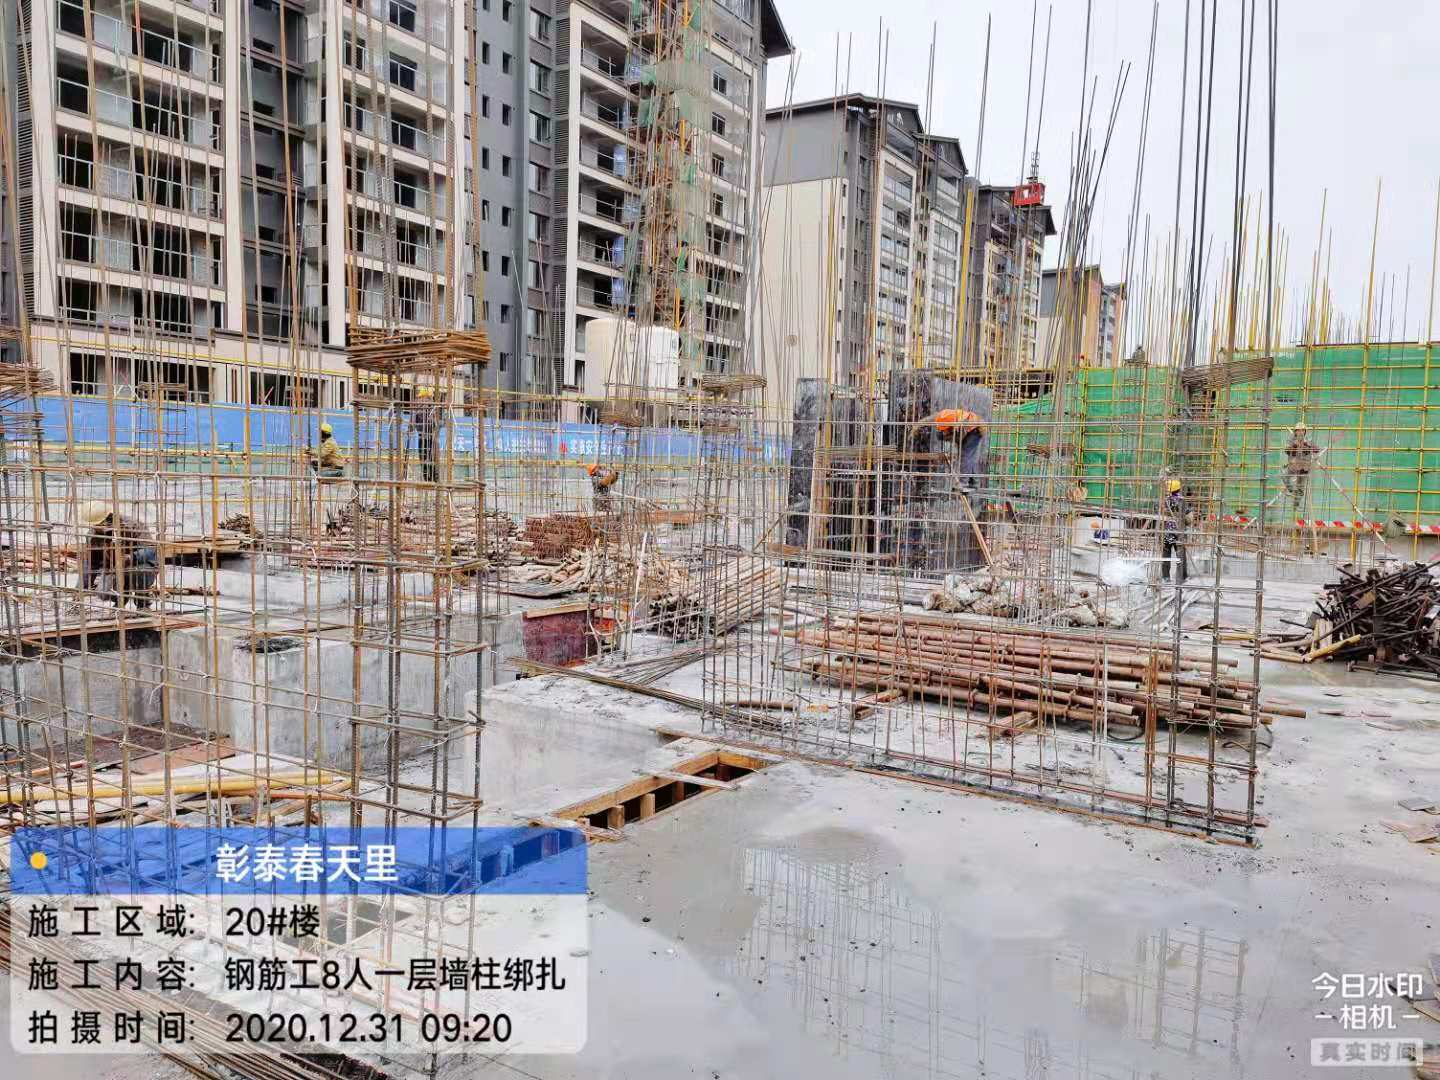 彰泰春天里
施工区域: 20#楼
施工内容: 钢筋工8人一层墙柱绑扎
拍摄时间: 2020.12.31 09:20
今日水印
相机
真实时间